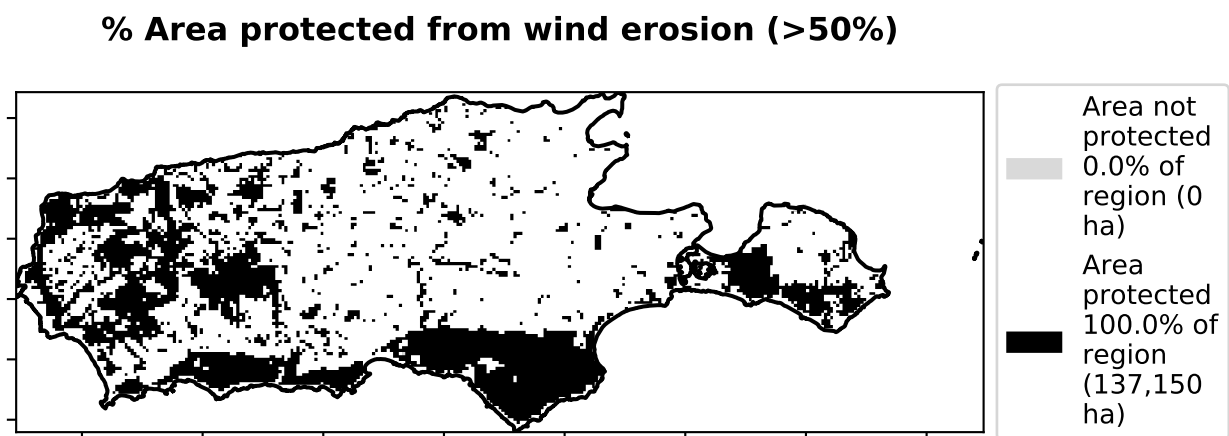 % Area protected from wind erosion (>50%)
Area not
protected
0.0% of
region (0
ha)
Area
protected
100.0% of
region
(137,150
ha)